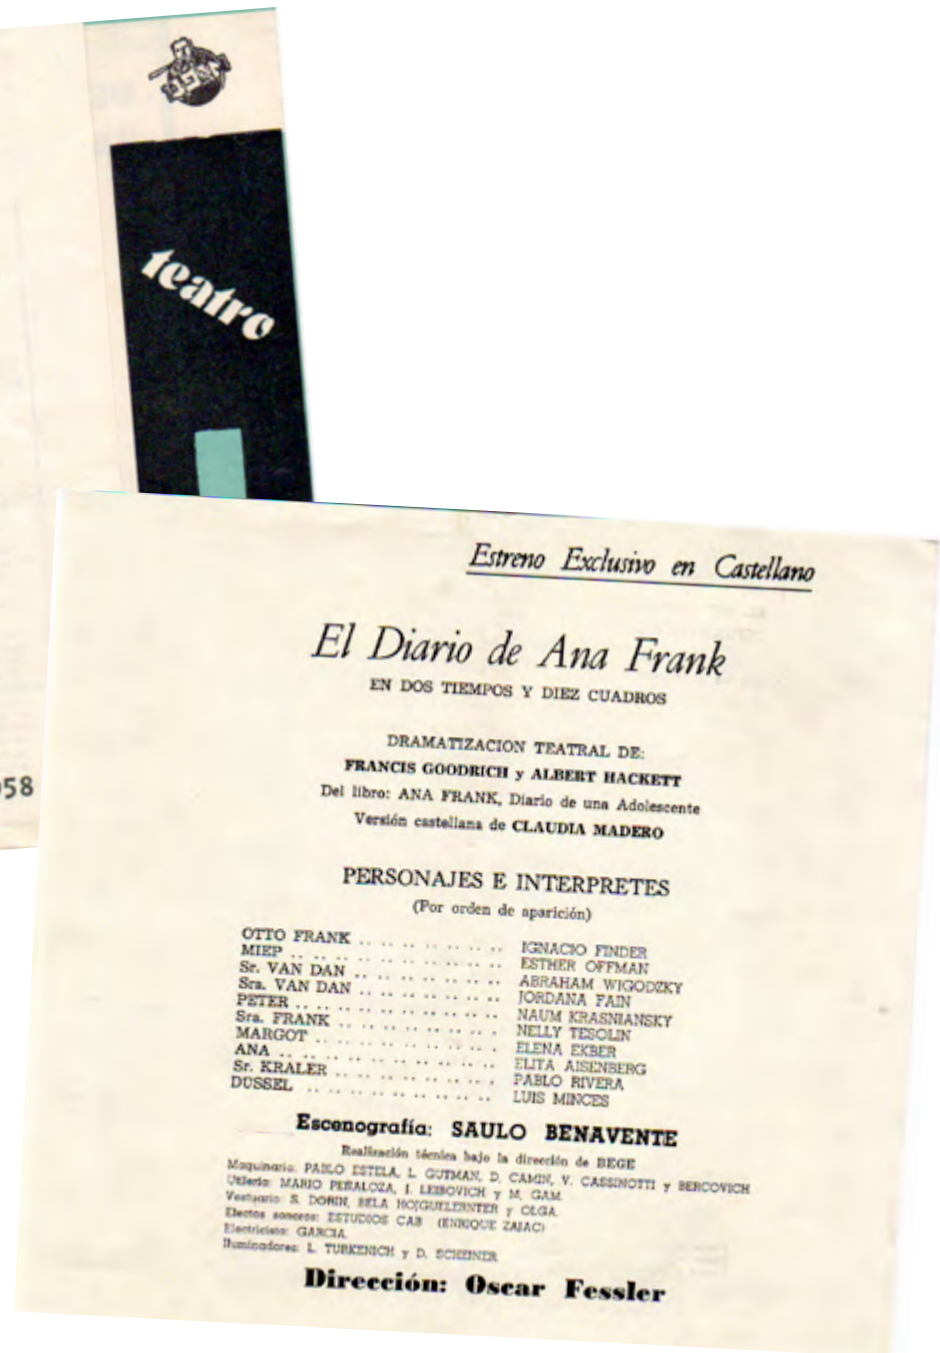 teatro
58
Estreno Exclusivo en Castellano
El Diario de Ana Frank
EN DOS TIEMPOS Y DIEZ CUADROS
DRAMATIZACION TEATRAL DE:
FRANCIS GOODRICH y ALBERT HACKETT
Del libro: ANA FRANK, Diario de una Adolescente
Versión castellana de CLAUDIA MADERO
PERSONAJES E INTERPRETES
(Por orden de aparición)
OTTO FRANK .. .. .. .. .. .. .. IGNACIO FINDER
MIEP .. .. .. .. .. .. .. .. .. .. ESTHER OFFMAN
Sr. VAN DAN .. .. .. .. .. .. .. ABRAHAM WIGODZKY
Sra. VAN DAN .. .. .. .. .. .. .. JORDANA FAIN
PETER .. .. .. .. .. .. .. .. .. NAUM KRASNIANSKY
Sra. FRANK .. .. .. .. .. .. .. NELLY TESOLIN
MARGOT .. .. .. .. .. .. .. .. ELENA EKBER
ANA .. .. .. .. .. .. .. .. .. .. ELITA AISENBERG
Sr. KRALER .. .. .. .. .. .. .. PABLO RIVERA
DUSSEL .. .. .. .. .. .. .. .. .. LUIS MINCES
Escenografía: SAULO BENAVENTE
Realización técnica bajo la dirección de BEGE
Maquinaria: PABLO ESTELA, L. GUTMAN, D. CAMIN, V. CASSINOTTI y BERCOVICH
Utilería: MARIO PEÑALOZA, I. LEIBOVICH y M. GAM.
Vestuario: S. DORIN, BELA HOJGUELERNTER y OLGA.
Efectos sonoros: ESTUDIOS CAB (ENRIQUE ZAJAC)
Electricista: GARCIA.
Iluminadores: L. TURKENICH y D. SCHEINER
Dirección: Oscar Fessler